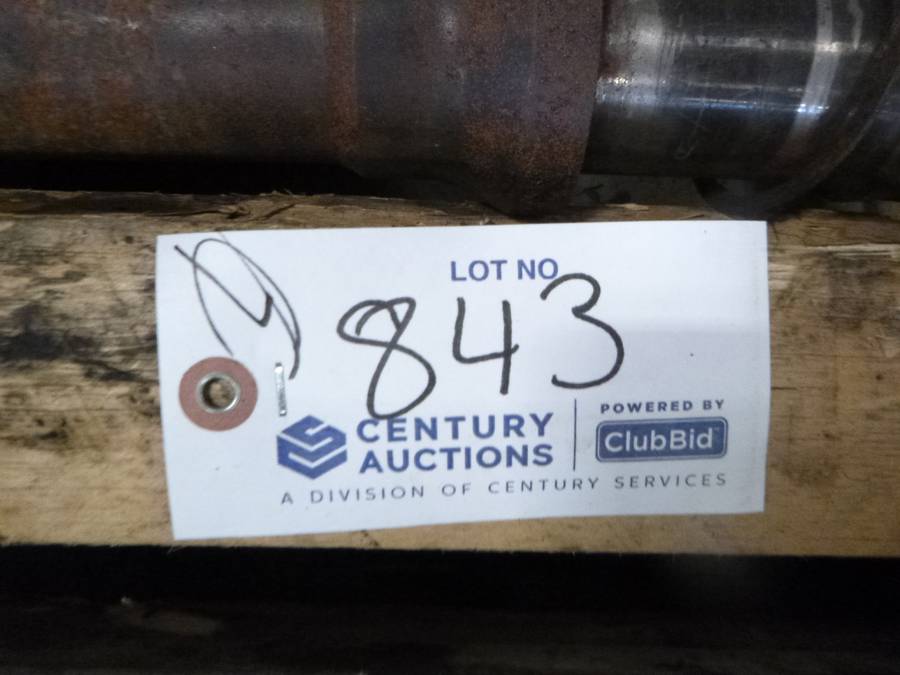 LOT NO
843
CENTURY AUCTIONS
POWERED BY
ClubBid
A DIVISION OF CENTURY SERVICES